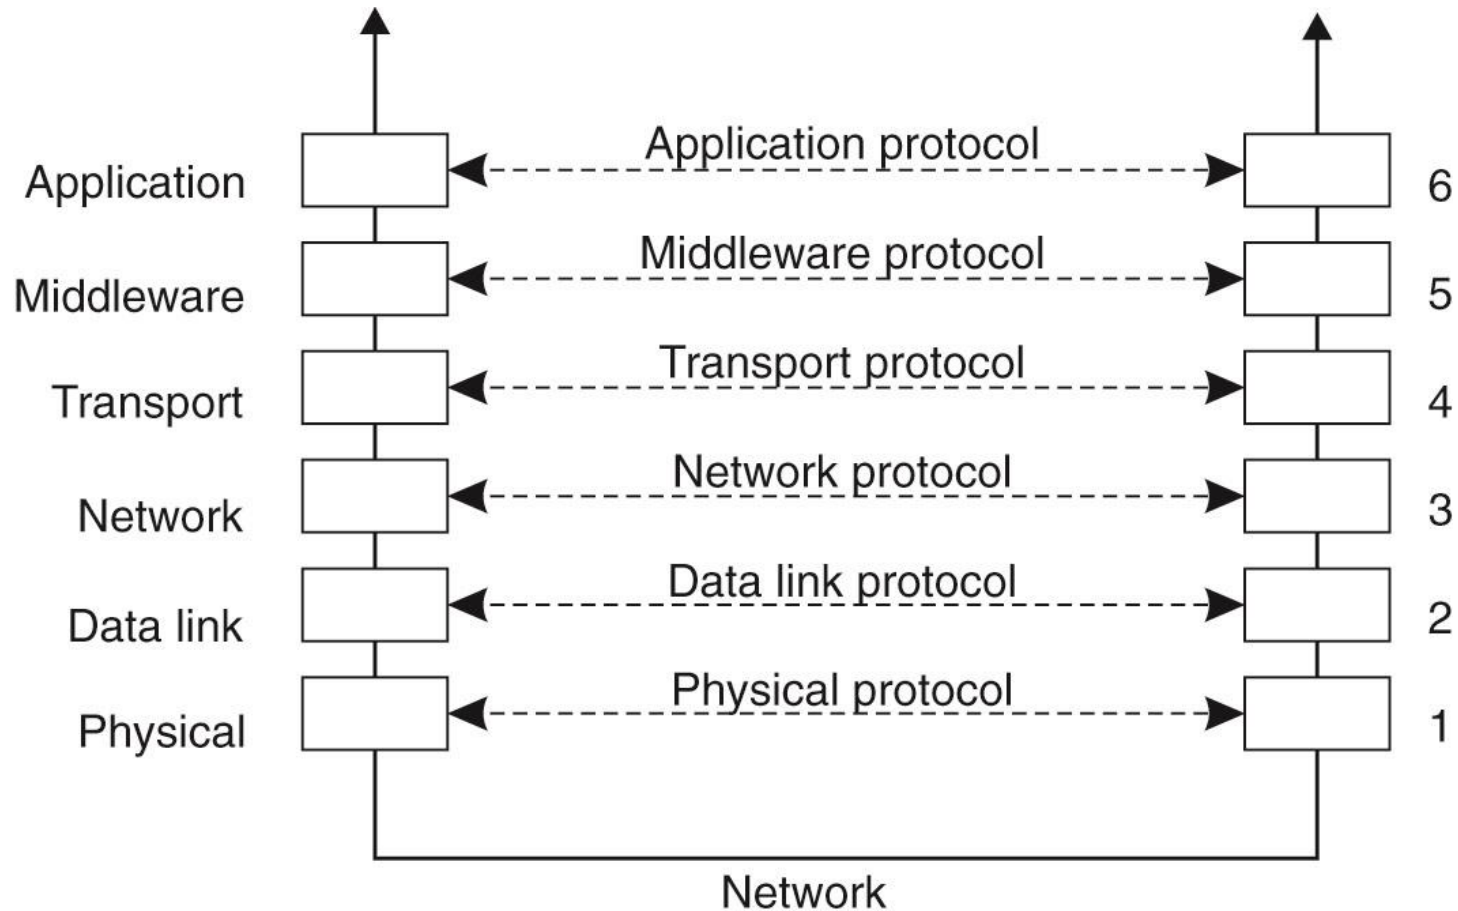 Application protocol
Application
6
Middleware protocol
Middleware
5
Transport protocol
Transport
4
Network protocol
Network
3
Data link protocol
Data link
2
Physical protocol
Physical
1
Network